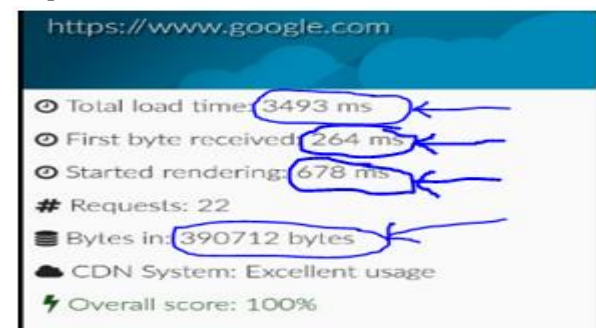 https://www.google.com
Total load time: 3493 ms
First byte received: 264 ms
Started rendering: 678 ms
# Requests: 22
Bytes in: 390712 bytes
CDN System: Excellent usage
Overall score: 100%